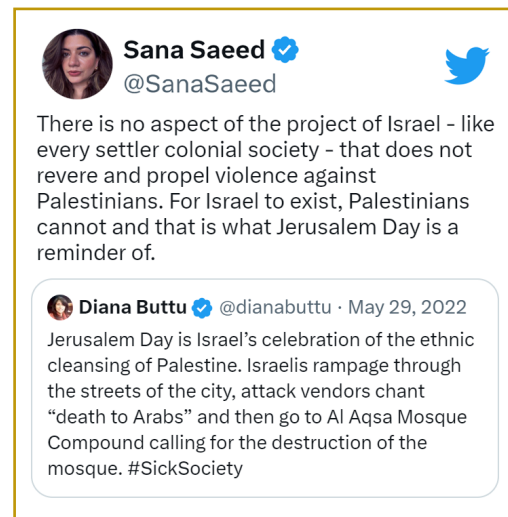 Sana Saeed
@SanaSaeed
There is no aspect of the project of Israel - like
every settler colonial society - that does not
revere and propel violence against
Palestinians. For Israel to exist, Palestinians
cannot and that is what Jerusalem Day is a
reminder of.
Diana Buttu @dianabuttu · May 29, 2022
Jerusalem Day is Israel’s celebration of the ethnic
cleansing of Palestine. Israelis rampage through
the streets of the city, attack vendors chant
“death to Arabs” and then go to Al Aqsa Mosque
Compound calling for the destruction of the
mosque. #SickSociety